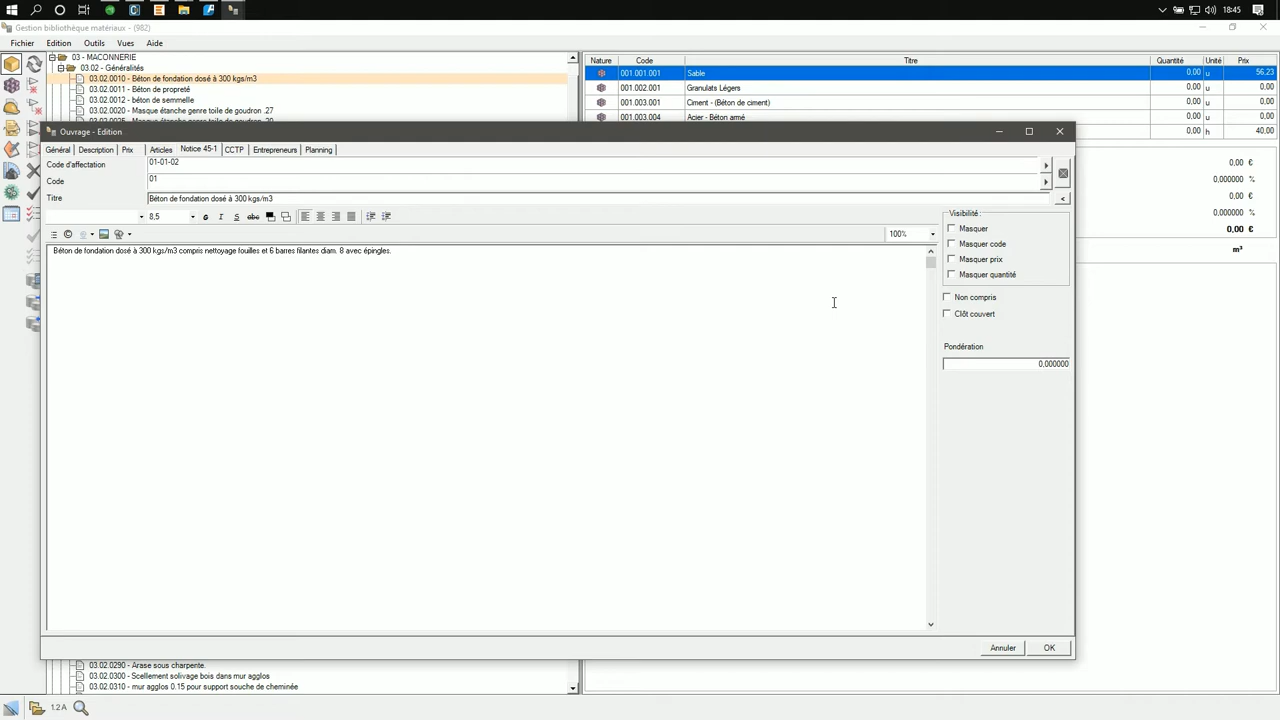 18:45
Gestion bibliothèque matériaux - (982)
Fichier Edition Outils Vues Aide
03 - MACONNERIE
03.02 - Généralités
03.02.0010 - Béton de fondation dosé à 300 kgs/m3
03.02.0011 - Béton de propreté
03.02.0012 - béton de semmelle
03.02.0020 - Masque étanche genre toile de goudron .27
Nature Code Titre Quantité Unité Prix
001.001.001 Sable 0,00 u 56,23
001.002.001 Granulats Légers 0,00 u 0,00
001.003.001 Ciment - (Béton de ciment) 0,00 u 0,00
001.003.004 Acier - Béton armé 0,00 u 0,00
0,00 h 40,00
Ouvrage - Edition
Général Description Prix Articles Notice 45-1 CCTP Entrepreneurs Planning
Code d'affectation 01-01-02
Code 01
Titre Béton de fondation dosé à 300 kgs/m3
8.5 G I S abc
100%
Béton de fondation dosé à 300 kgs/m3 compris nettoyage fouilles et 6 barres filantes diam. 8 avec épingles.
Visibilité :
Masquer
Masquer code
Masquer prix
Masquer quantité
Non compris
Clôt couvert
Pondération
0,000000
0,00 €
0,000000 %
0,00 €
0,000000 %
0,00 €
m³
Annuler OK
03.02.0290 - Arase sous charpente.
03.02.0300 - Scellement solivage bois dans mur agglos
03.02.0310 - mur agglos 0.15 pour support souche de cheminée
1.2 A